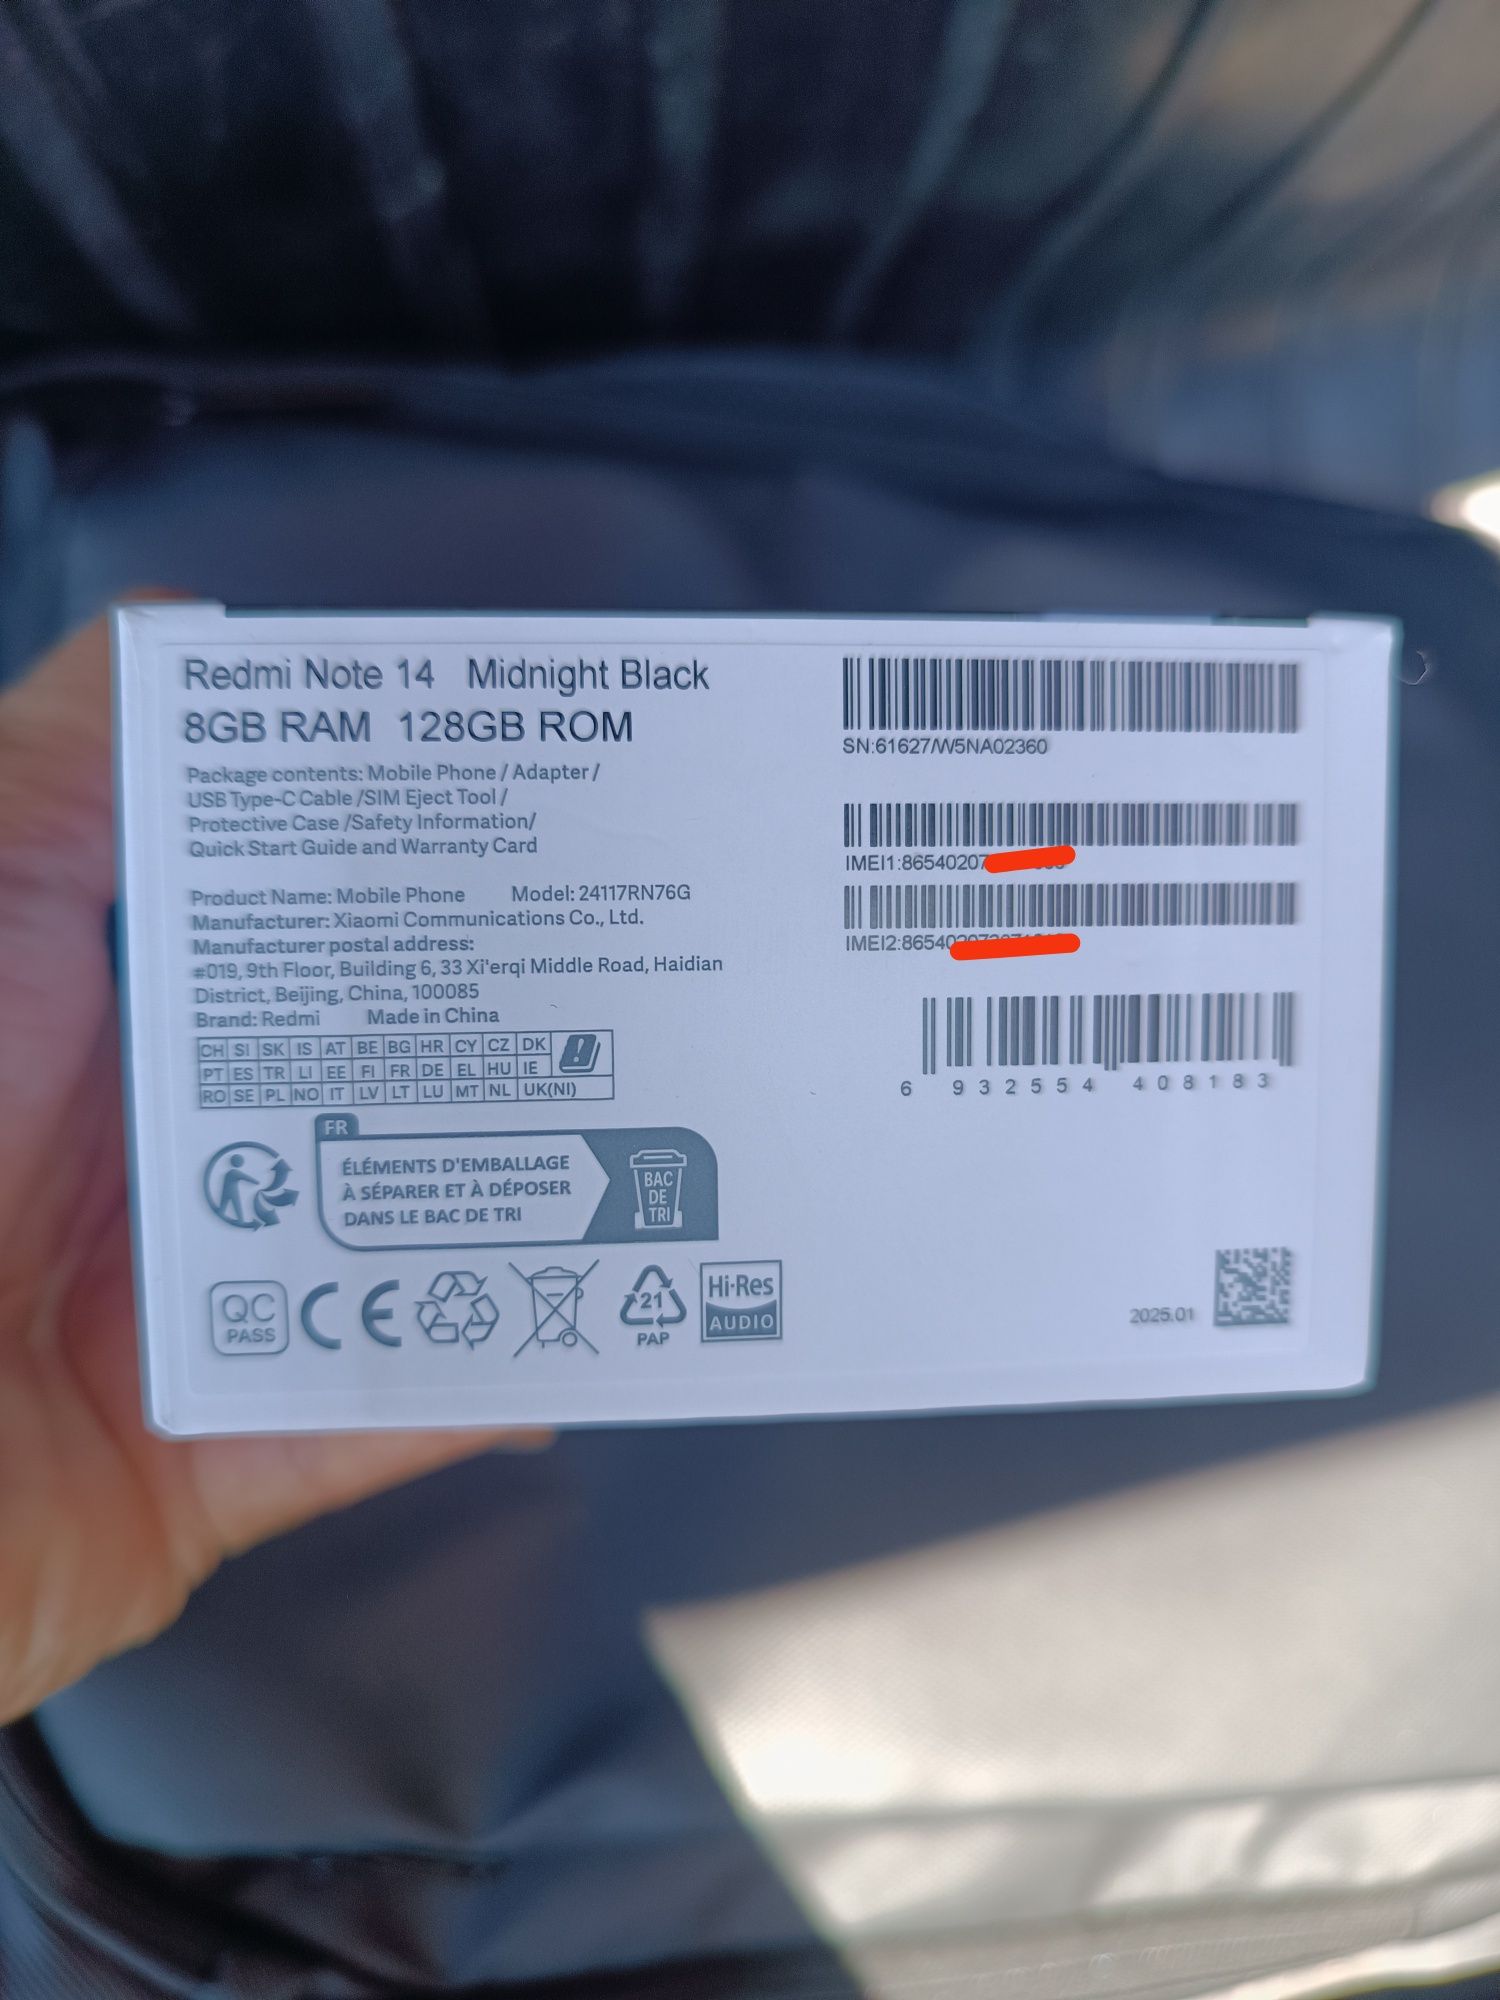 Redmi Note 14 Midnight Black
8GB RAM 128GB ROM
Package contents: Mobile Phone / Adapter /
USB Type-C Cable /SIM Eject Tool /
Protective Case /Safety Information/
Quick Start Guide and Warranty Card
Product Name: Mobile Phone Model: 24117RN76G
Manufacturer: Xiaomi Communications Co., Ltd.
Manufacturer postal address:
#019, 9th Floor, Building 6, 33 Xi'erqi Middle Road, Haidian
District, Beijing, China, 100085
Brand: Redmi Made in China
CH SI SK IS AT BE BG HR CY CZ DK
PT ES TR LI EE FI FR DE EL HU IE
RO SE PL NO IT LV LT LU MT NL UK(NI)
FR
ÉLÉMENTS D'EMBALLAGE
À SÉPARER ET À DÉPOSER
DANS LE BAC DE TRI
BAC
DE
TRI
QC
PASS
CE
21
PAP
Hi-Res
AUDIO
SN:61627/W5NA02360
IMEI1:86540207
IMEI2:86540
6 932554 408183
2025.01